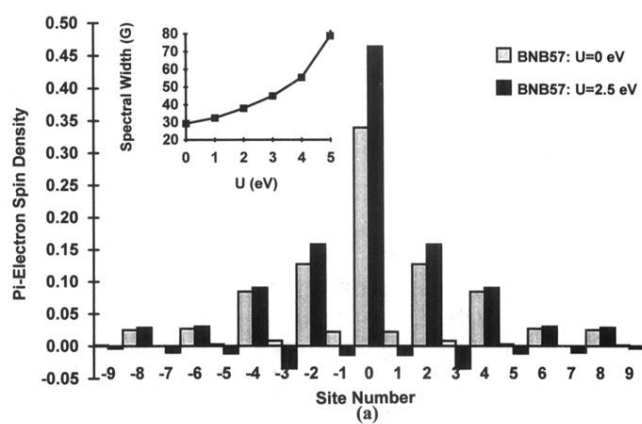 0.50
0.45
0.40
0.35
0.30
0.25
0.20
0.15
0.10
0.05
0.00
-0.05
Pi-Electron Spin Density
80
70
60
50
40
30
20
Spectral Width (G)
0 1 2 3 4 5
U (eV)
BNB57: U=0 eV
BNB57: U=2.5 eV
-9 -8 -7 -6 -5 -4 -3 -2 -1 0 1 2 3 4 5 6 7 8 9
Site Number
(a)